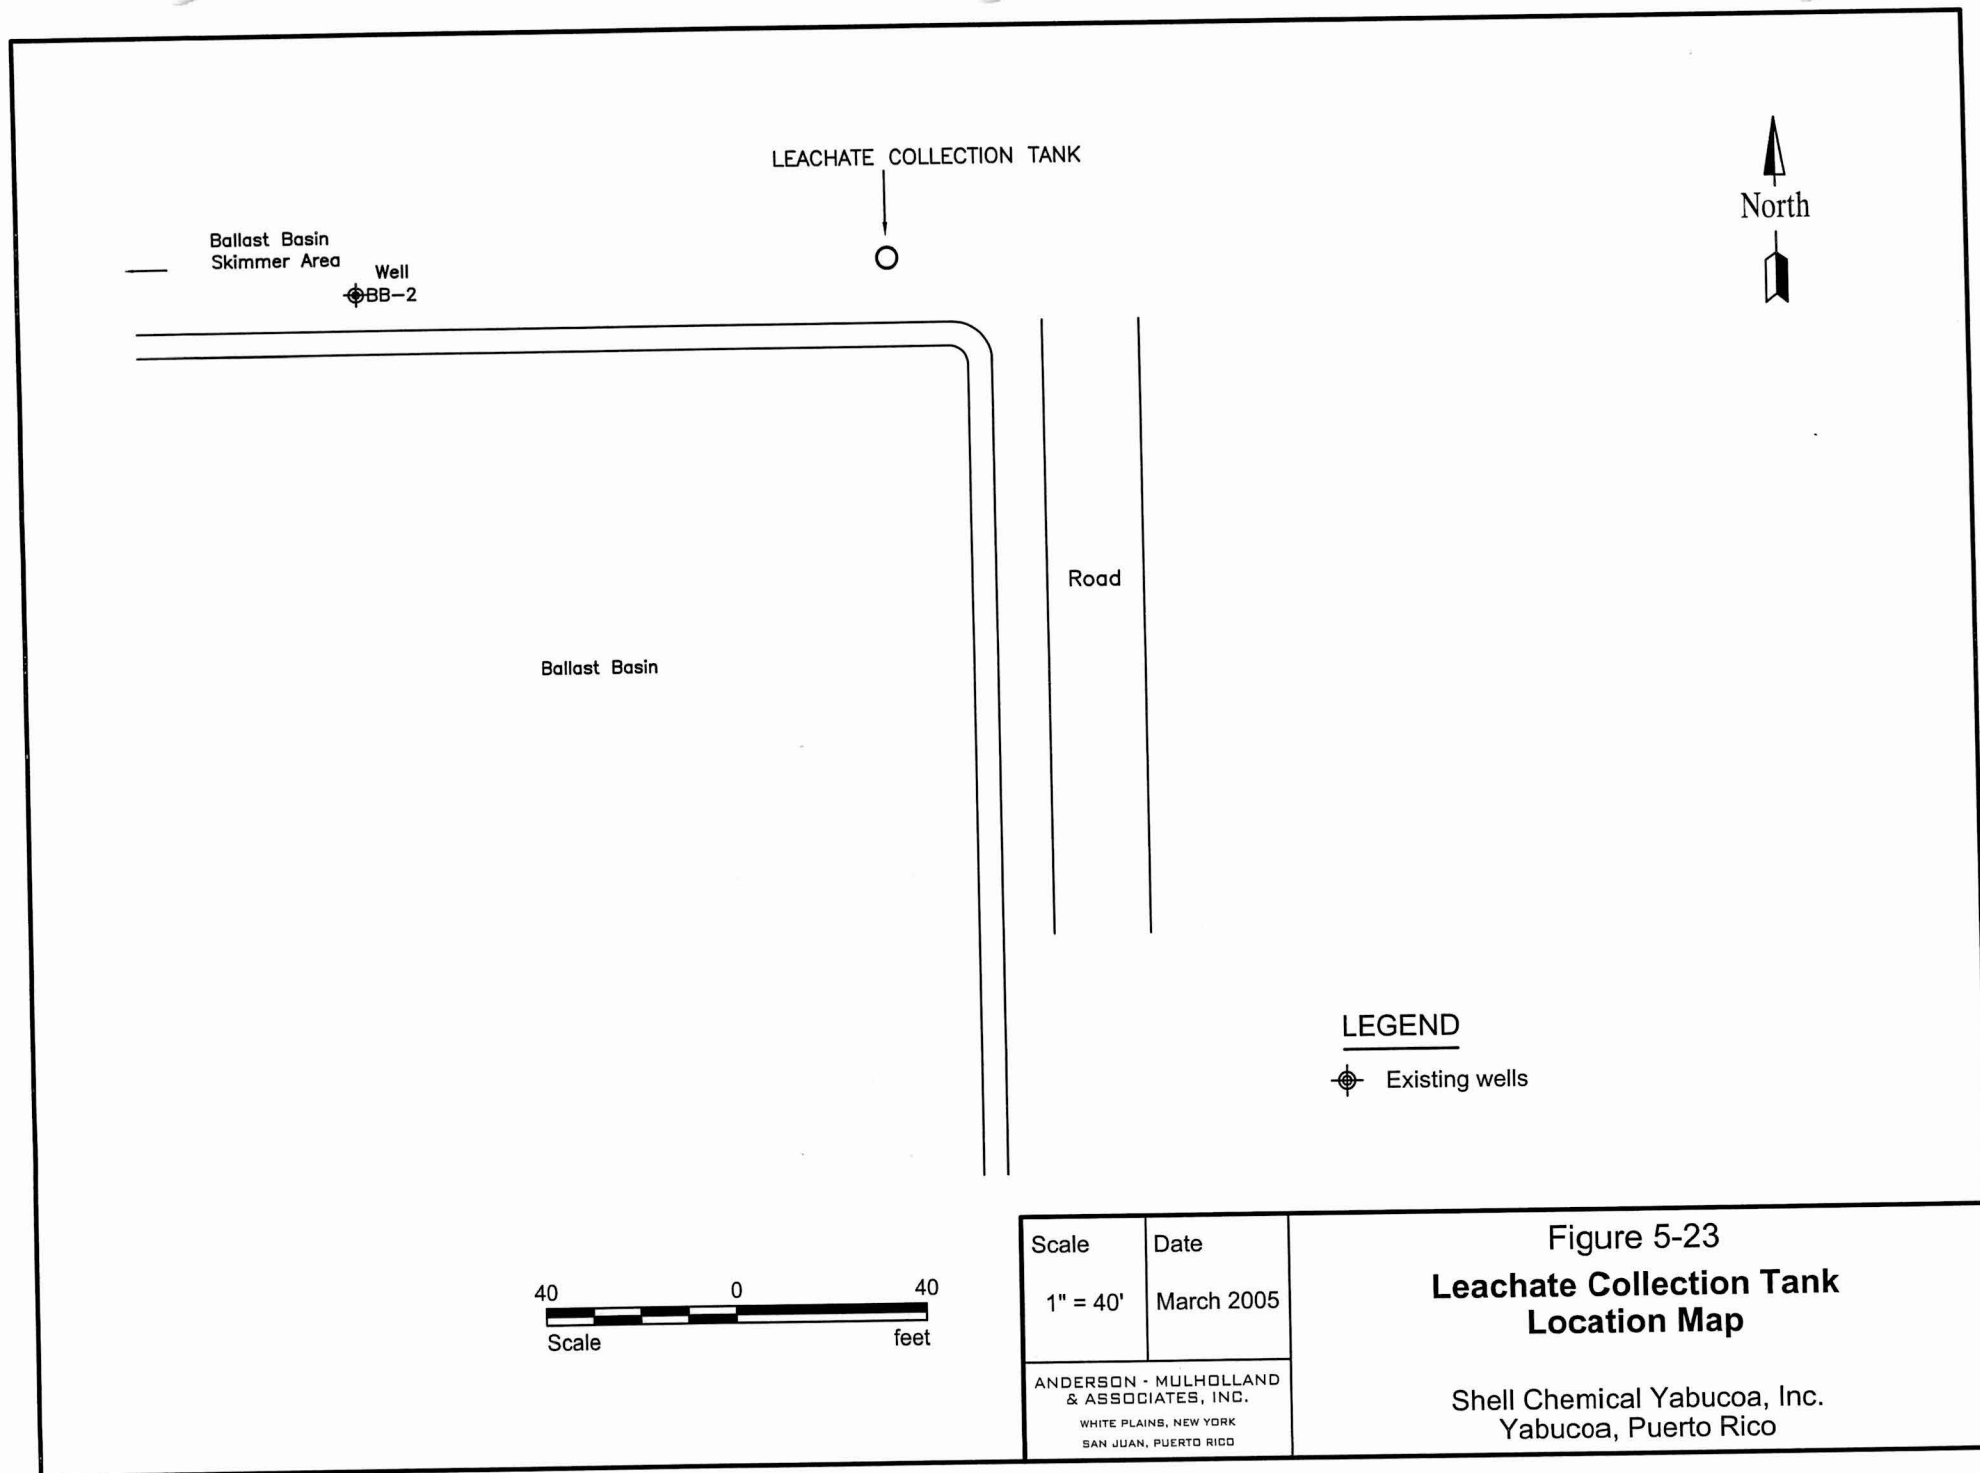 LEACHATE COLLECTION TANK
North
Ballast Basin
Skimmer Area
Well
BB-2
Road
Ballast Basin
LEGEND
Existing wells
40 0 40
Scale feet
Scale
1" = 40'
Date
March 2005
ANDERSON - MULHOLLAND
& ASSOCIATES, INC.
WHITE PLAINS, NEW YORK
SAN JUAN, PUERTO RICO
Figure 5-23
Leachate Collection Tank
Location Map
Shell Chemical Yabucoa, Inc.
Yabucoa, Puerto Rico